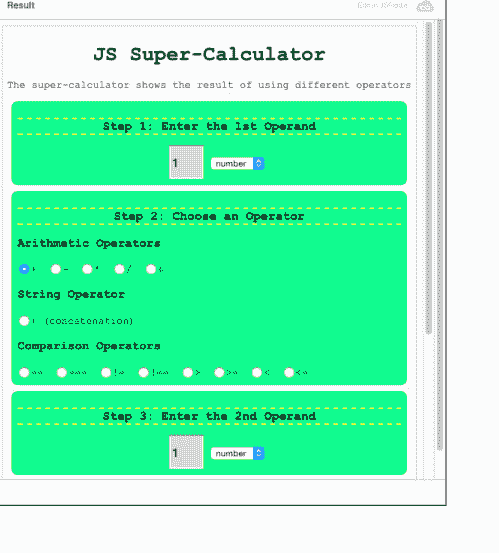 Result
Edit in JSFiddle
JS Super-Calculator
The super-calculator shows the result of using different operators
Step 1: Enter the 1st Operand
1 number
Step 2: Choose an Operator
Arithmetic Operators
+ - * / %
String Operator
+ (concatenation)
Comparison Operators
== === != !== > >= < <=
Step 3: Enter the 2nd Operand
1 number